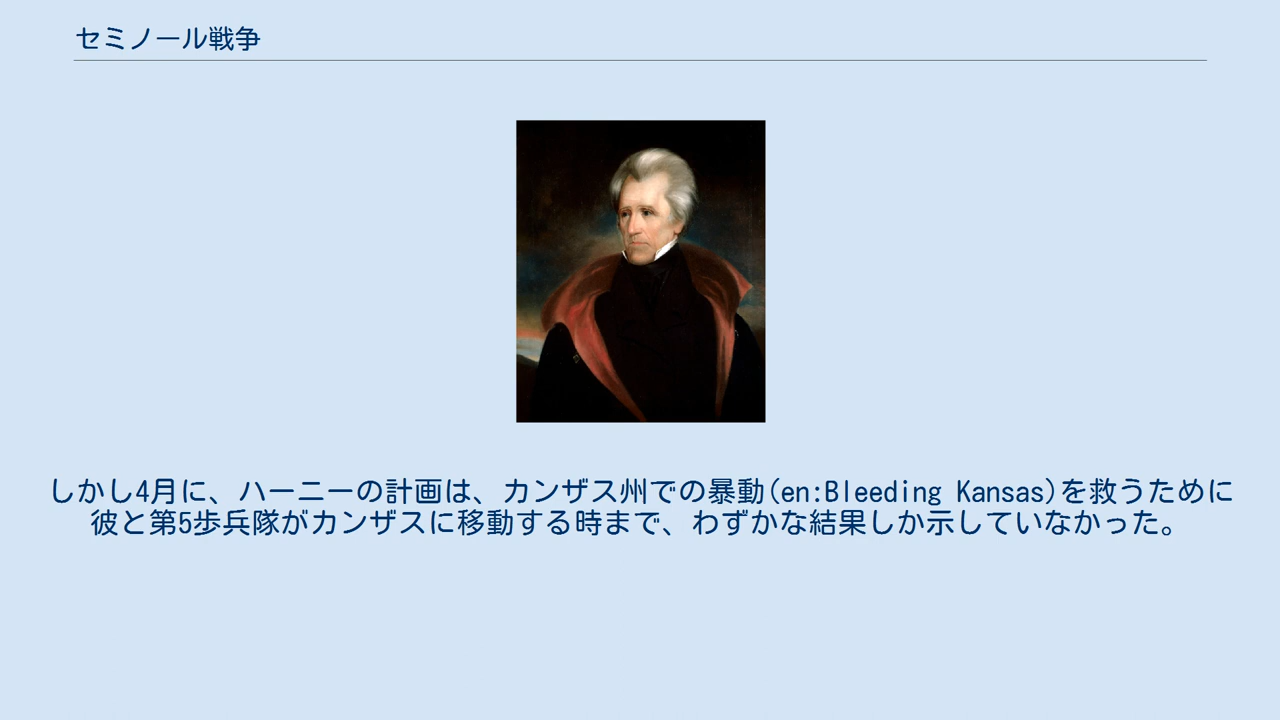 セミノール戦争
しかし4月に、ハーニーの計画は、カンザス州での暴動(en:Bleeding Kansas)を救うために
彼と第5歩兵隊がカンザスに移動する時まで、わずかな結果しか示していなかった。